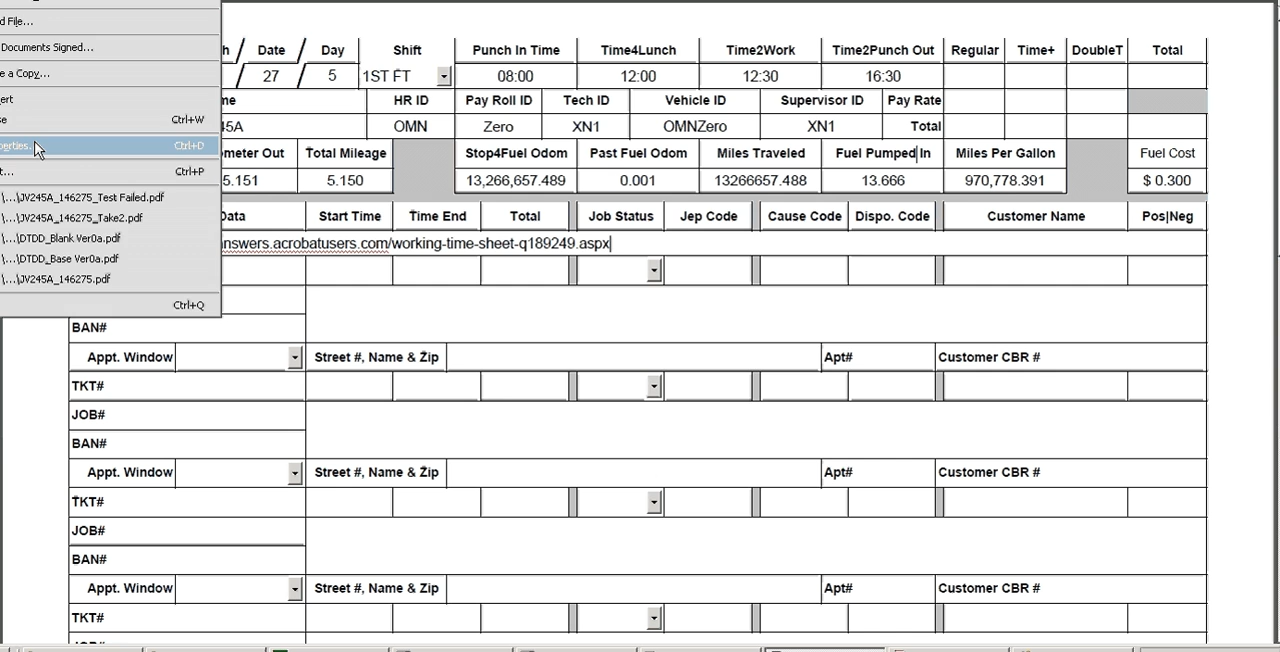 d File...
Documents Signed...
e a Copy...
ert
se Ctrl+W
perties... Ctrl+D
t... Ctrl+P
\...\JV245A_146275_Test Failed.pdf
\...\JV245A_146275_Take2.pdf
\...\DTDD_Blank Ver0a.pdf
\...\DTDD_Base Ver0a.pdf
\...\JV245A_146275.pdf
Ctrl+Q
h / Date / Day Shift Punch In Time Time4Lunch Time2Work Time2Punch Out Regular Time+ DoubleT Total
/ 27 / 5 1ST FT 08:00 12:00 12:30 16:30
me HR ID Pay Roll ID Tech ID Vehicle ID Supervisor ID Pay Rate
45A OMN Zero XN1 OMNZero XN1 Total
ometer Out Total Mileage Stop4Fuel Odom Past Fuel Odom Miles Traveled Fuel Pumped In Miles Per Gallon Fuel Cost
5.151 5.150 13,266,657.489 0.001 13266657.488 13.666 970,778.391 $ 0.300
Data Start Time Time End Total Job Status Jep Code Cause Code Dispo. Code Customer Name Pos|Neg
answers.acrobatusers.com/working-time-sheet-q189249.aspx
BAN#
Appt. Window Street #, Name & Zip Apt# Customer CBR #
TKT#
JOB#
BAN#
Appt. Window Street #, Name & Zip Apt# Customer CBR #
TKT#
JOB#
BAN#
Appt. Window Street #, Name & Zip Apt# Customer CBR #
TKT#
JOB#